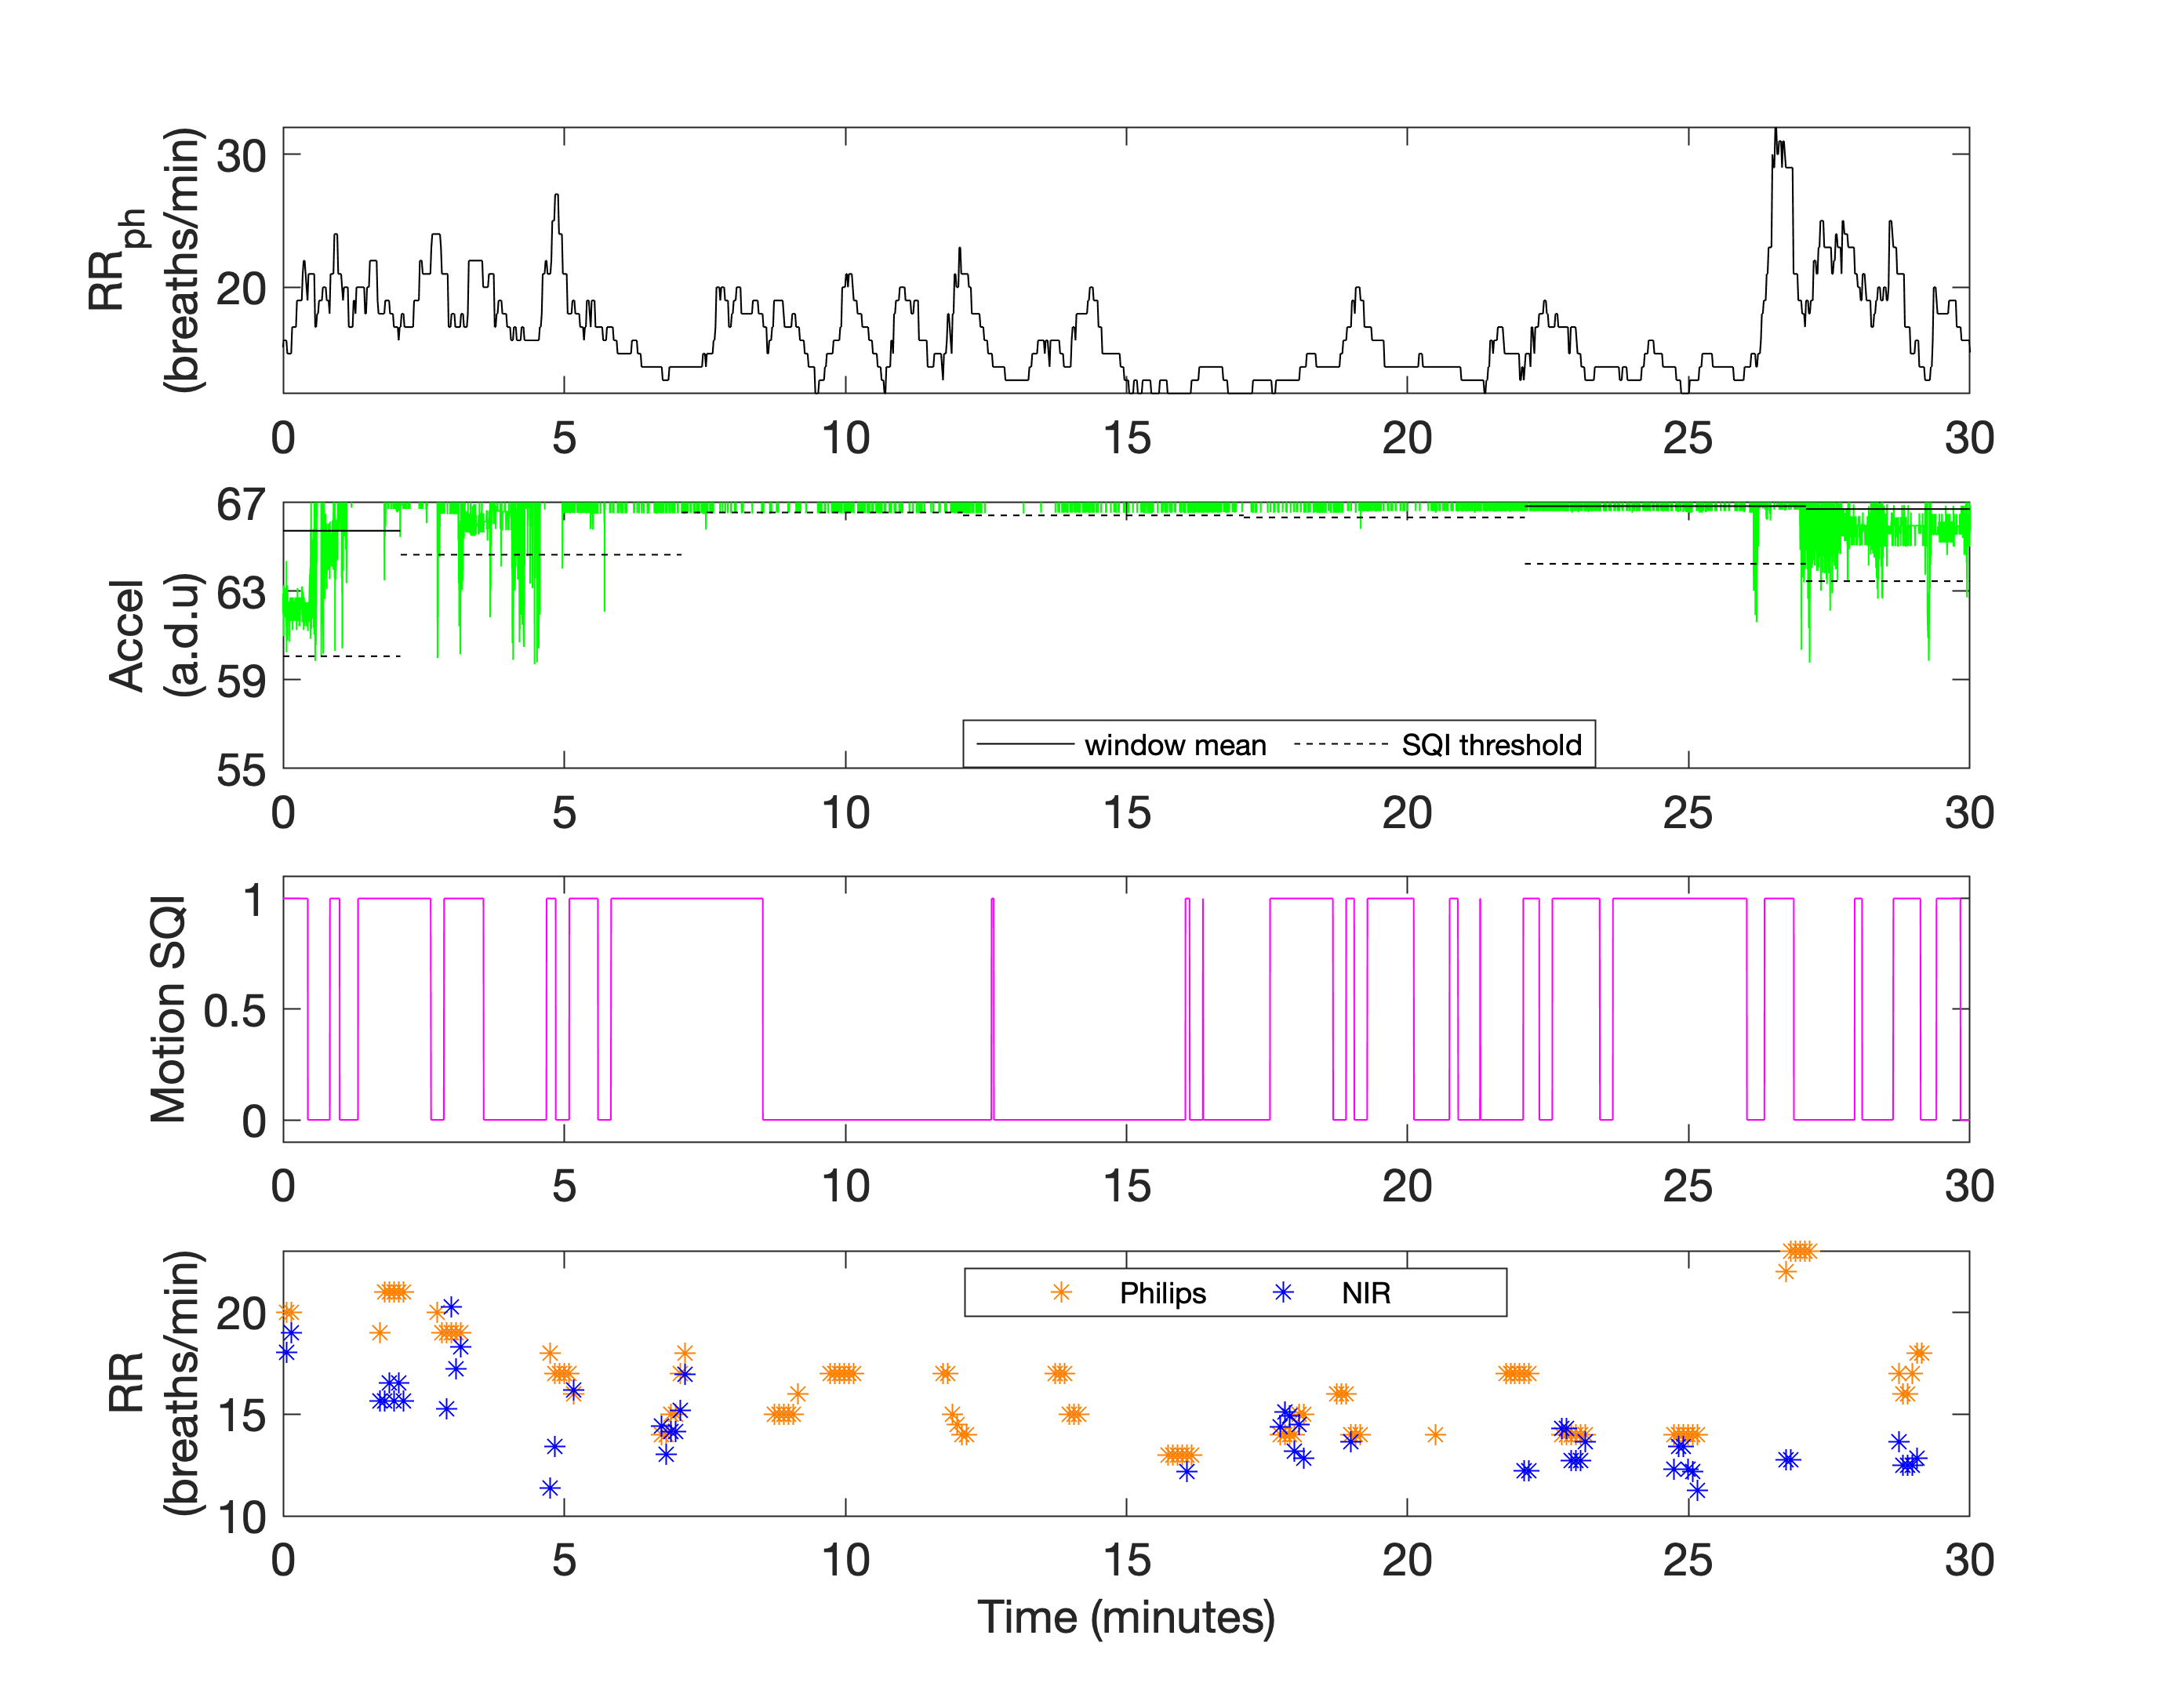 RRph
(breaths/min)
30
20
0 5 10 15 20 25 30
Accel
(a.d.u)
67
63
59
55
window mean SQI threshold
0 5 10 15 20 25 30
Motion SQI
1
0.5
0
0 5 10 15 20 25 30
RR
(breaths/min)
20
15
10
Philips NIR
0 5 10 15 20 25 30
Time (minutes)